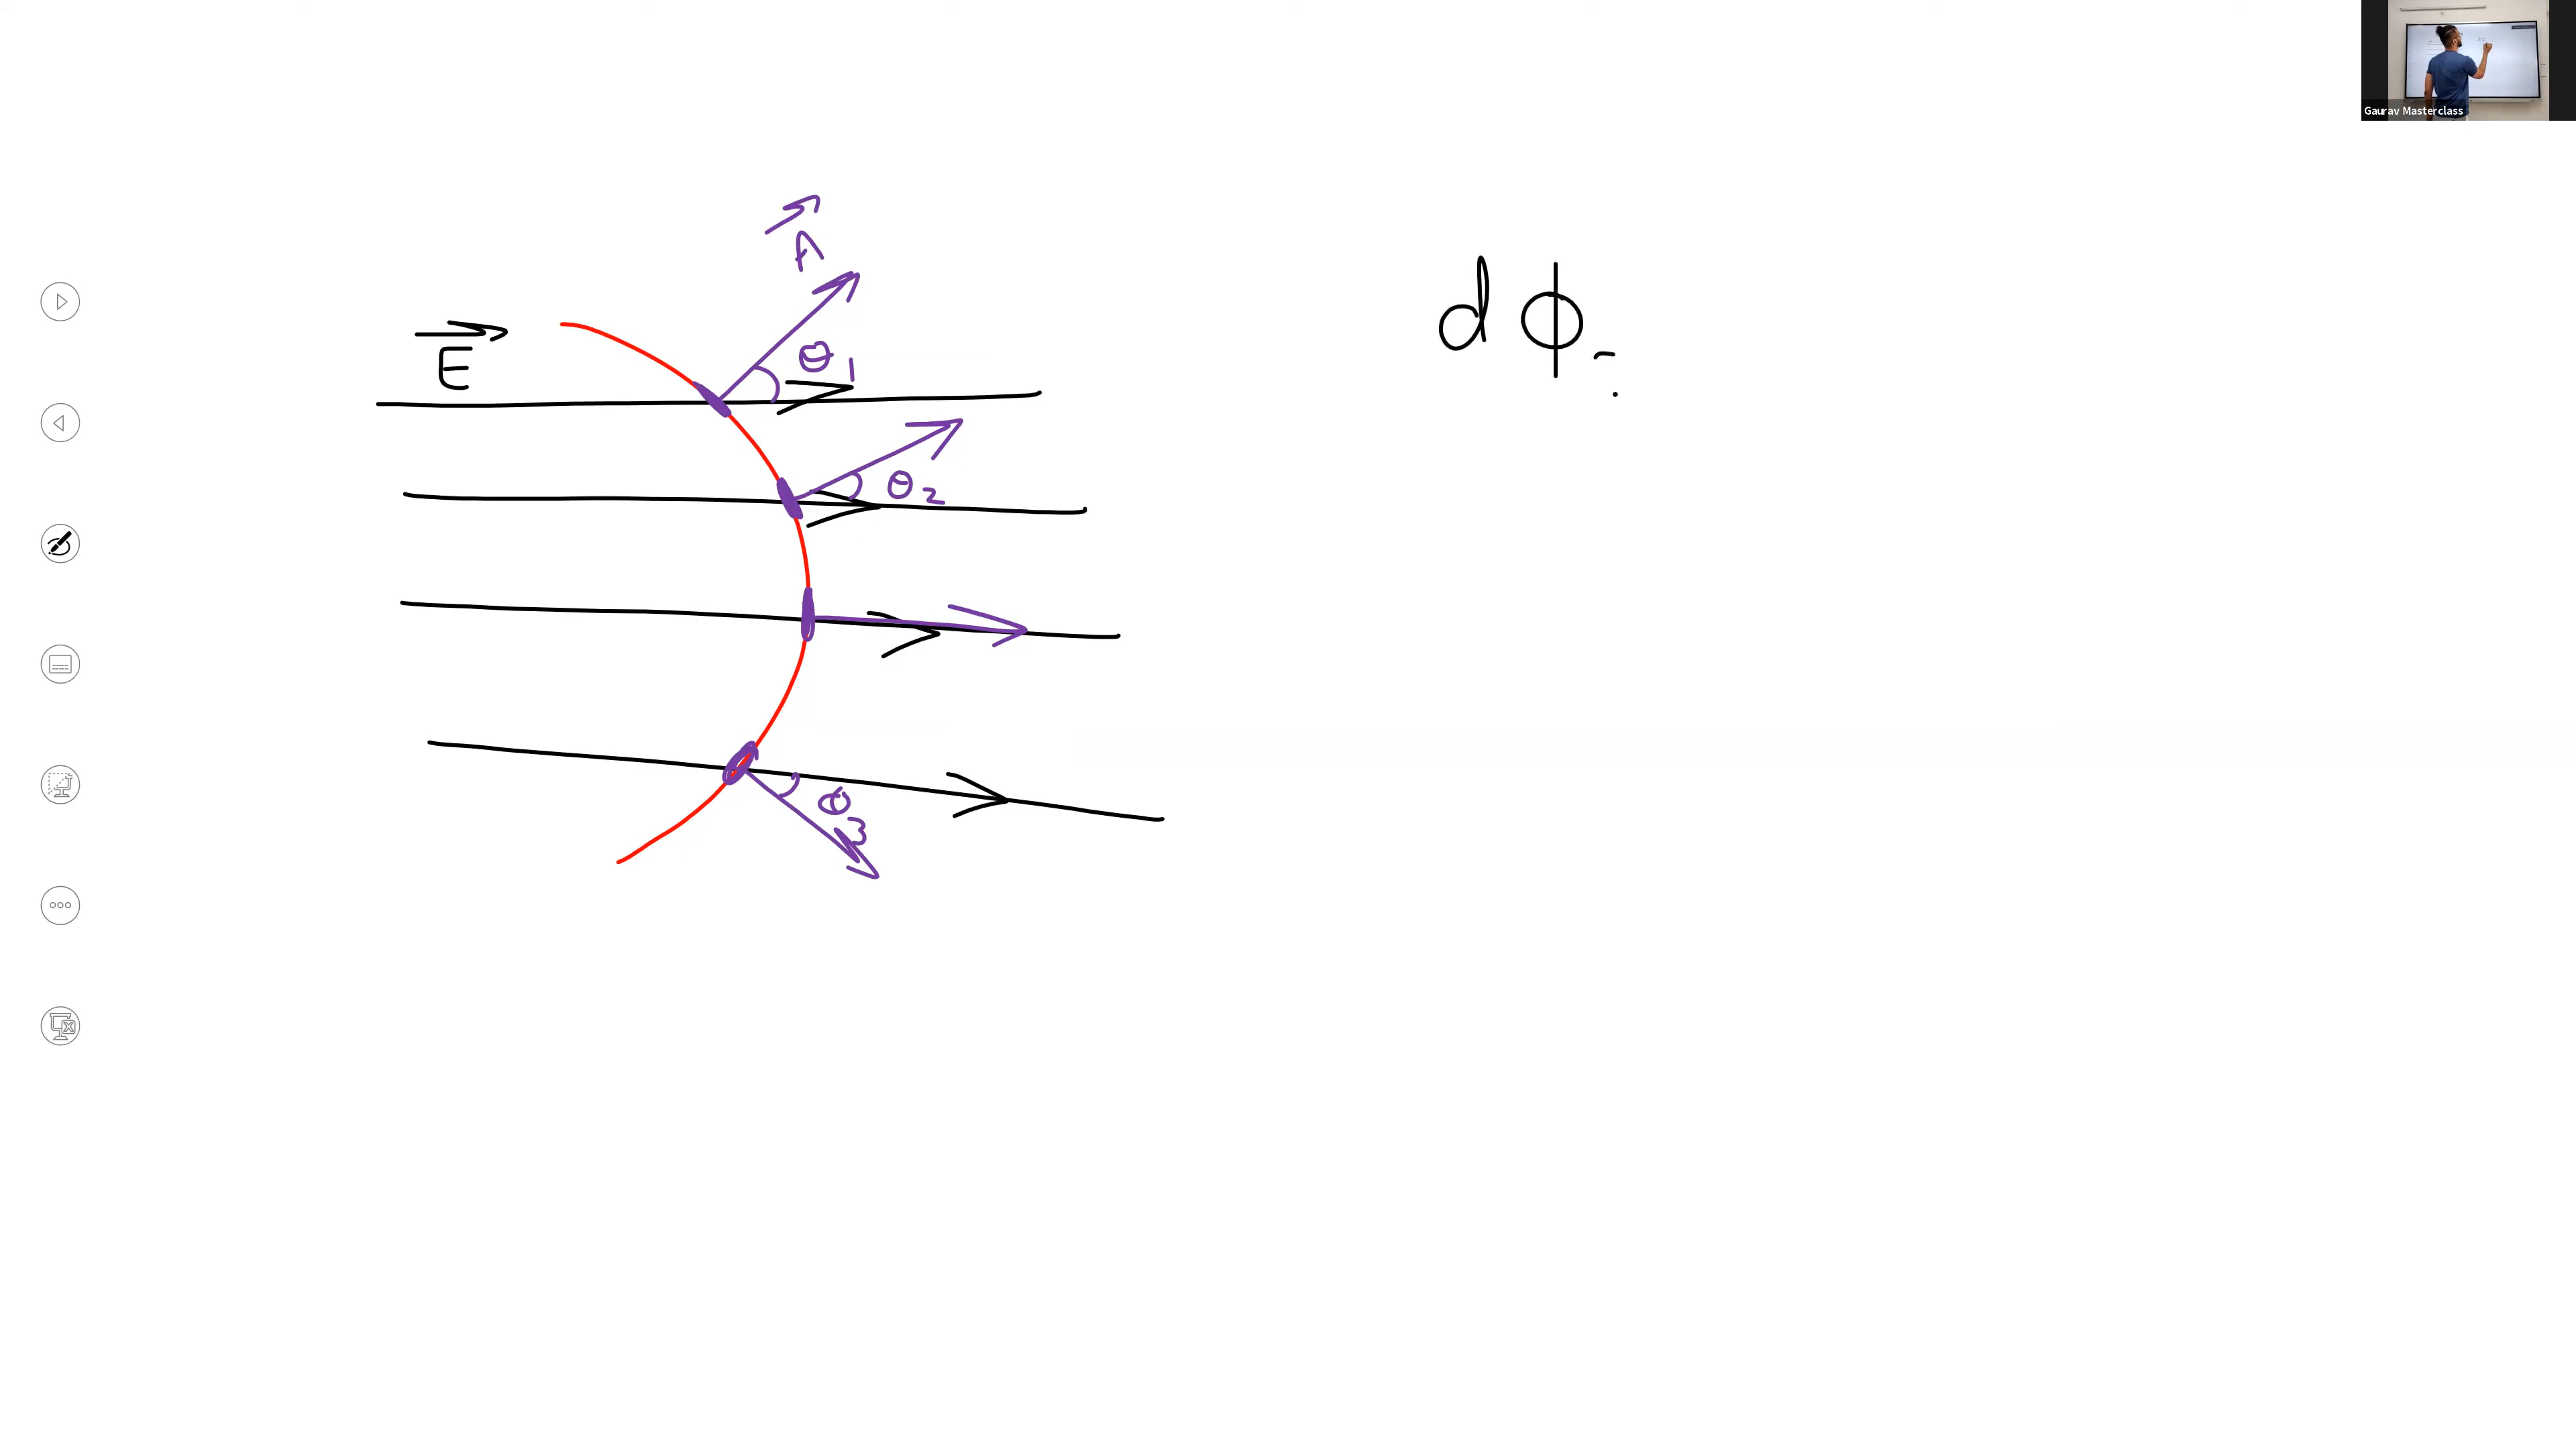 Gaurav Masterclass
A
E
θ1
θ2
θ3
dϕ